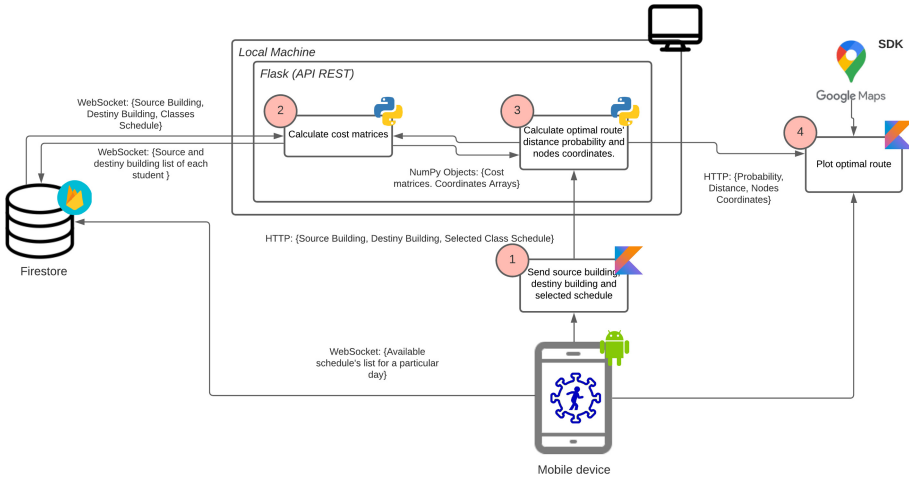 SDK
Local Machine
Flask (API REST)
Google Maps
WebSocket: {Source Building,
Destiny Building, Classes
Schedule}
2
Calculate cost matrices
3
Calculate optimal route'
distance probability and
nodes coordinates.
4
Plot optimal route
WebSocket: {Source and
destiny building list of each
student }
NumPy Objects: {Cost
matrices. Coordinates Arrays}
HTTP: {Probability,
Distance, Nodes
Coordinates}
Firestore
HTTP: {Source Building, Destiny Building, Selected Class Schedule}
1
Send source building,
destiny building and
selected schedule
WebSocket: {Available
schedule's list for a particular
day}
Mobile device